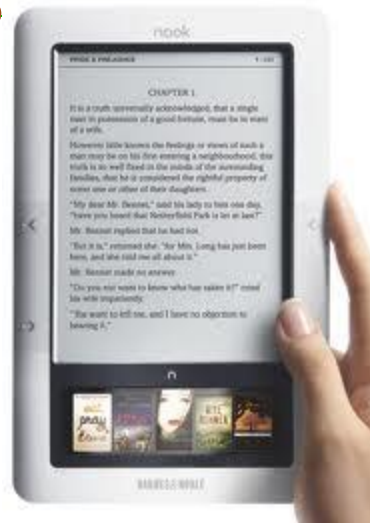 nook
PRIDE & PREJUDICE
CHAPTER 1
It is a truth universally acknowledged, that a single
man in possession of a good fortune, must be in want
of a wife.
However little known the feelings or views of such a
man may be on his first entering a neighbourhood, this
truth is so well fixed in the minds of the surrounding
families, that he is considered the rightful property of
some one or other of their daughters.
"My dear Mr. Bennet," said his lady to him one day,
"have you heard that Netherfield Park is let at last?"
Mr. Bennet replied that he had not.
"But it is," returned she; "for Mrs. Long has just been
here, and she told me all about it."
Mr. Bennet made no answer.
"Do you not want to know who has taken it?" cried
his wife impatiently.
"You want to tell me, and I have no objection to
hearing it."
n
eat
pray
love
BARNES & NOBLE